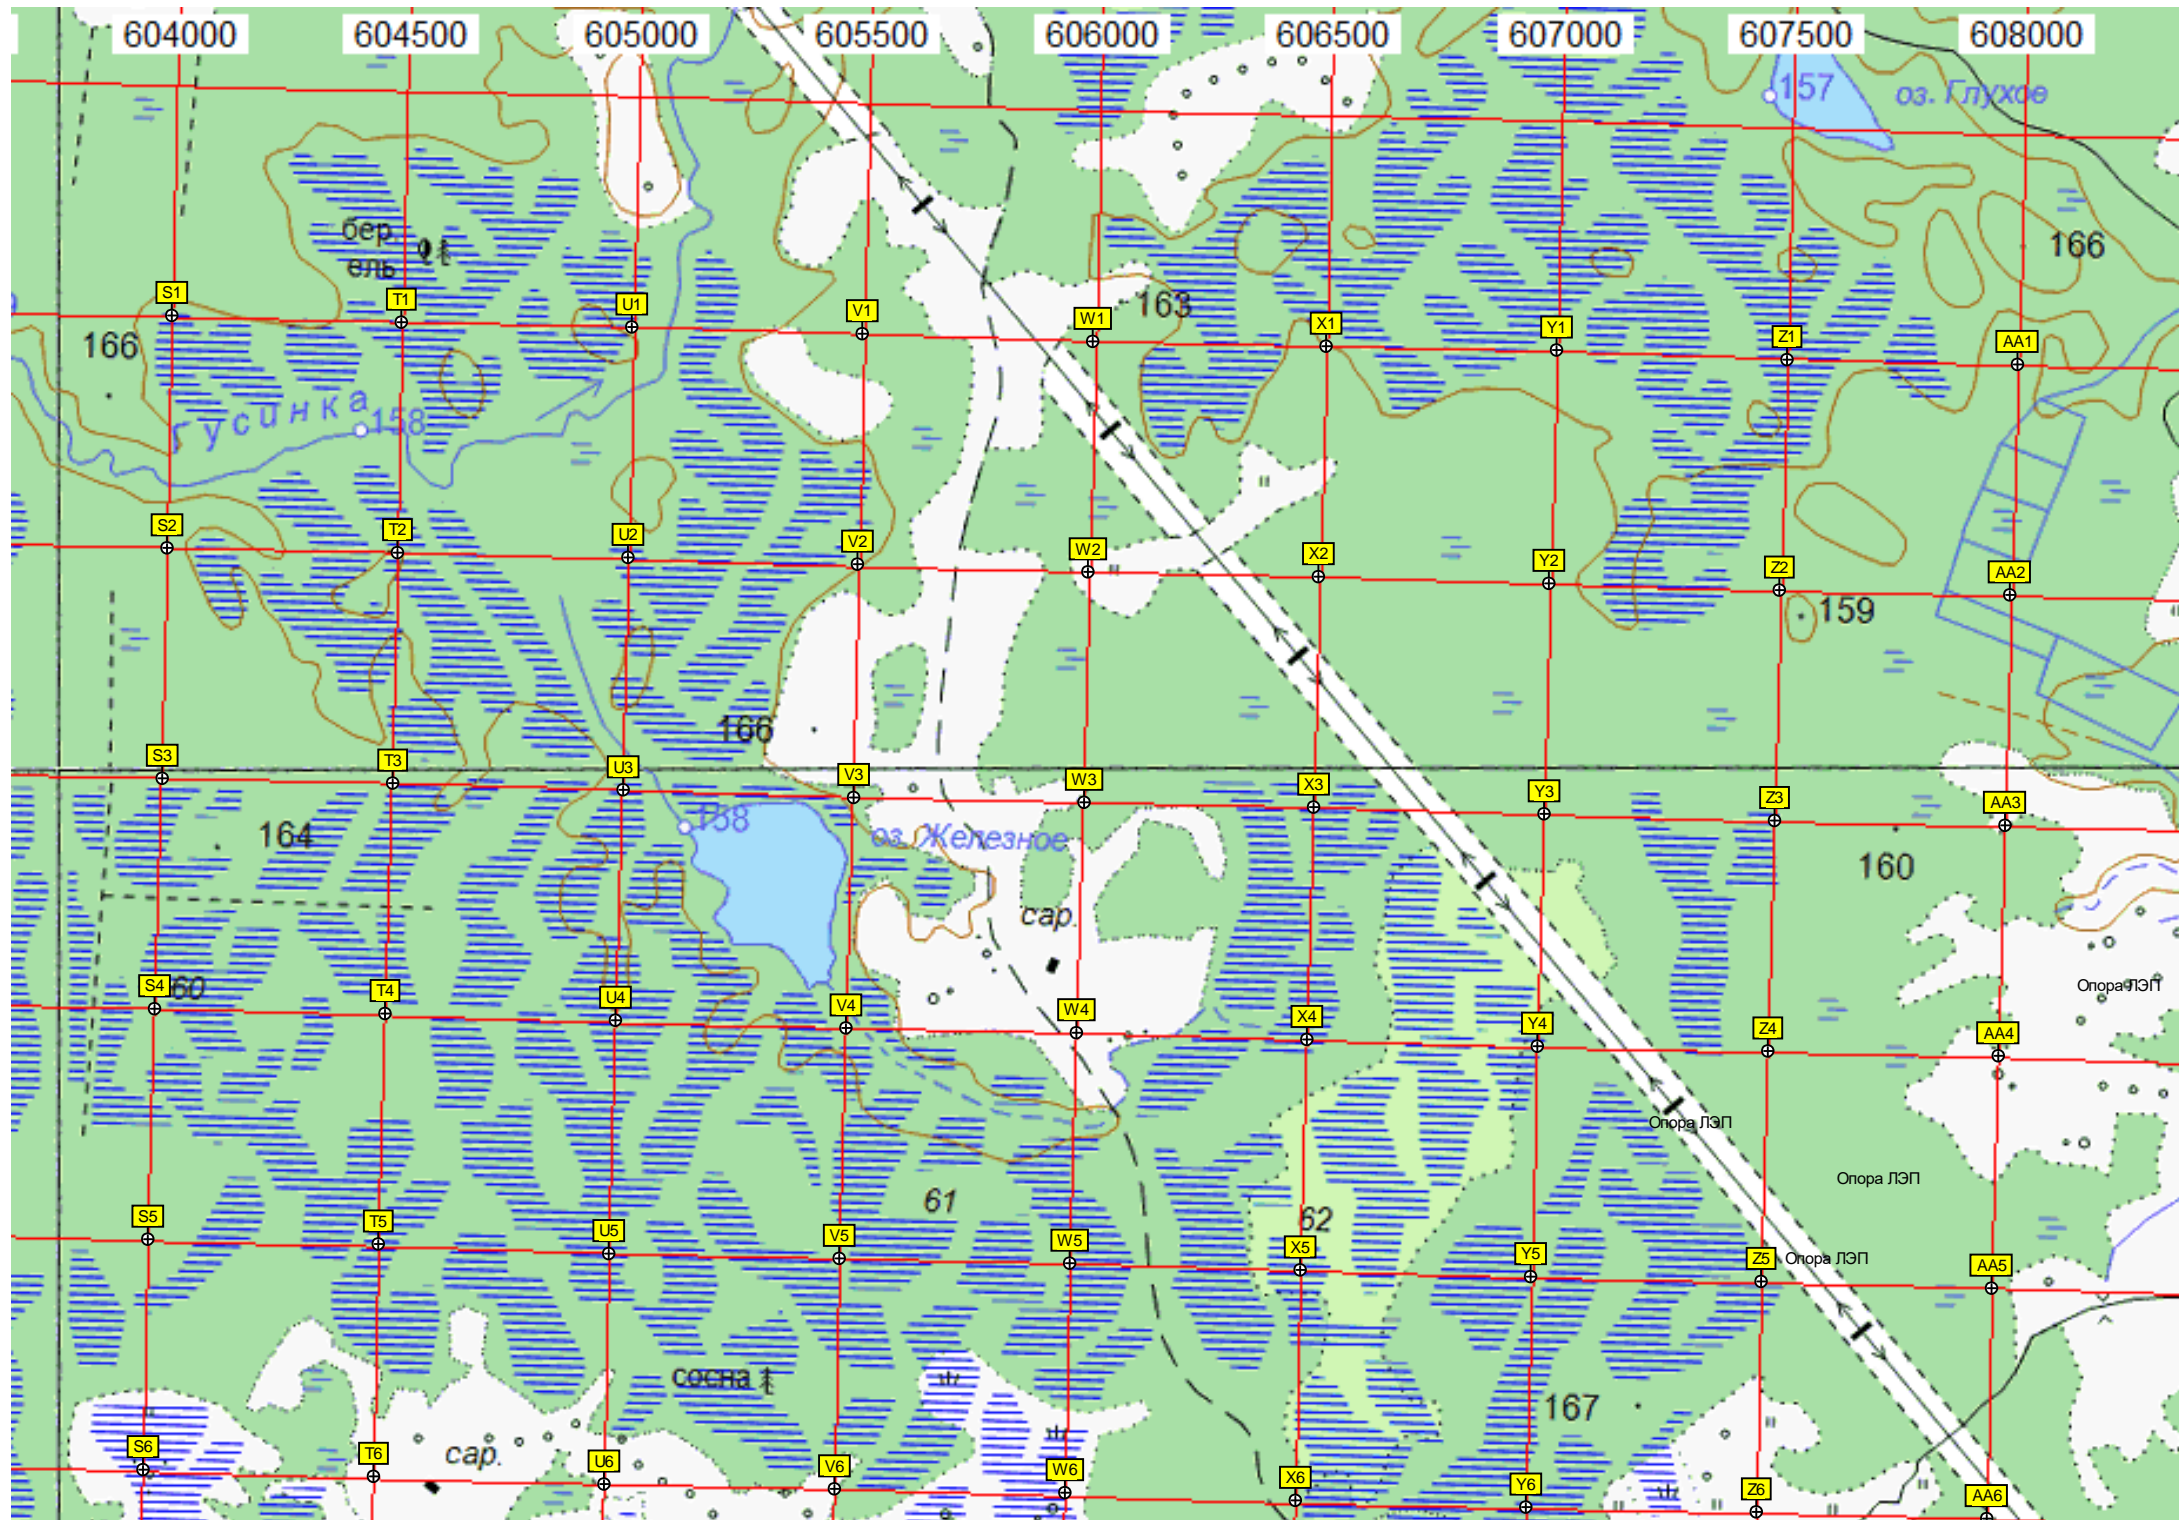 604000 604500 605000 605500 606000 606500 607000 607500 608000
157 оз. Глухое
бер.
ель
166
163
S1 T1 U1 V1 W1 X1 Y1 Z1 AA1
166
Гусинка 158
S2 T2 U2 V2 W2 X2 Y2 Z2 AA2
159
166
S3 T3 U3 V3 W3 X3 Y3 Z3 AA3
164 158 оз. Железное 160
сар.
S4 60 T4 U4 V4 W4 X4 Y4 Z4 AA4
Опора ЛЭП
Опора ЛЭП
Опора ЛЭП
61
62
S5 T5 U5 V5 W5 X5 Y5 Z5 AA5
Опора ЛЭП
сосна
167
сар.
S6 T6 U6 V6 W6 X6 Y6 Z6 AA6